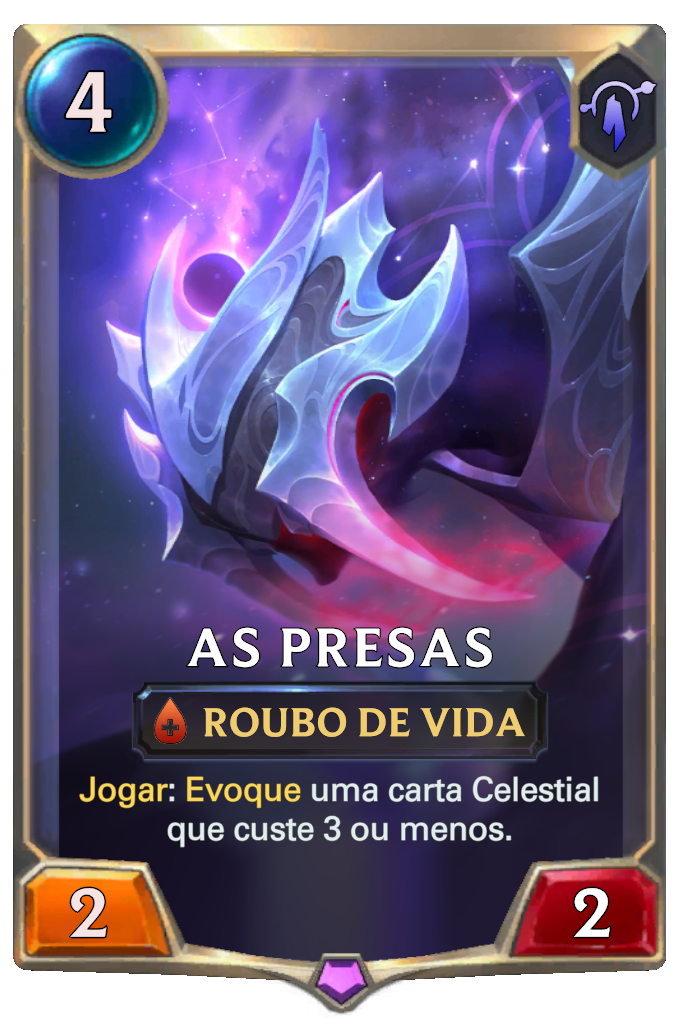 4
AS PRESAS
ROUBO DE VIDA
Jogar: Evoque uma carta Celestial
que custe 3 ou menos.
2
2